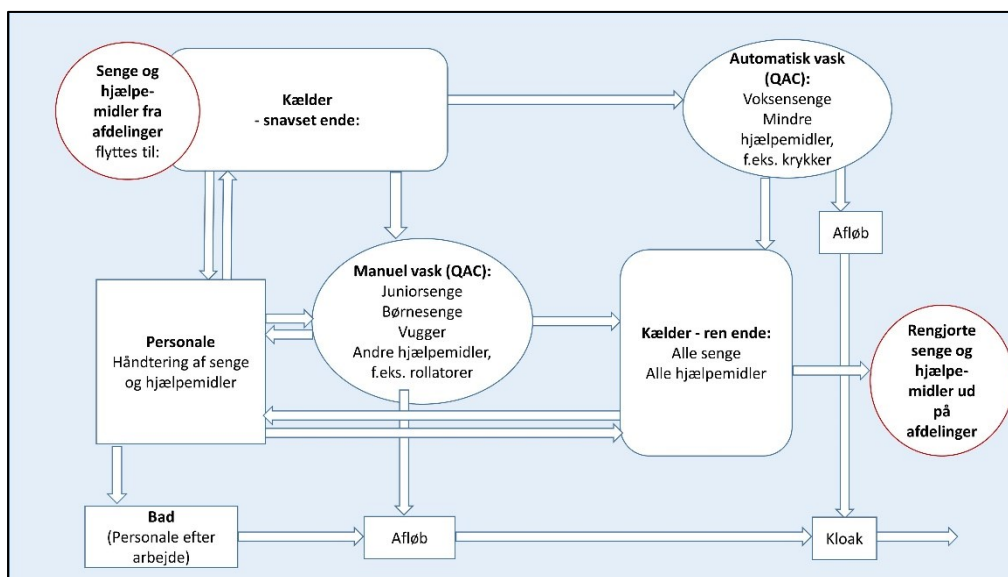 Senge og
hjælpe-
midler fra
afdelinger
flyttes til:
Kælder
- snavset ende:
Automatisk vask
(QAC):
Voksensenge
Mindre
hjælpemidler,
f.eks. krykker
Afløb
Manuel vask (QAC):
Juniorsenge
Børnesenge
Vugger
Andre hjælpemidler,
f.eks. rollatorer
Personale
Håndtering af senge
og hjælpemidler
Kælder - ren ende:
Alle senge
Alle hjælpemidler
Rengjorte
senge og
hjælpe-
midler ud
på
afdelinger
Bad
(Personale efter
arbejde)
Afløb
Kloak